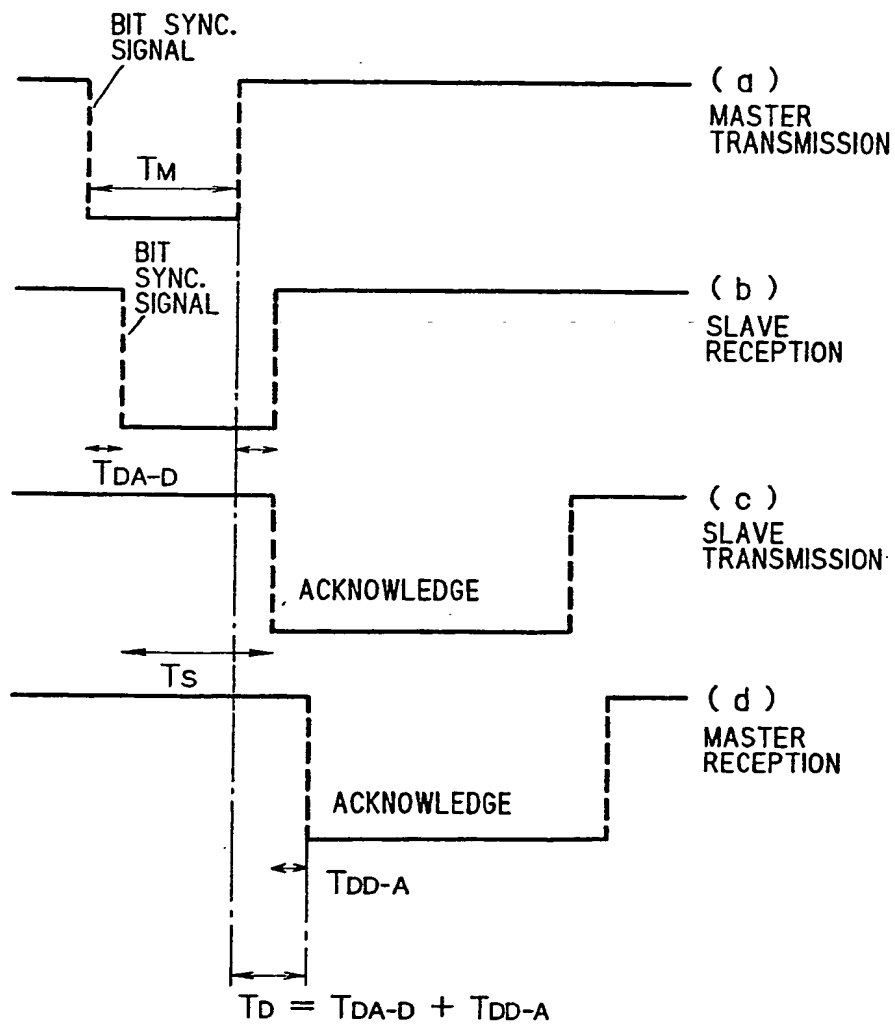 BIT SYNC.
SIGNAL
(a)
MASTER
TRANSMISSION
TM
BIT
SYNC.
SIGNAL
(b)
SLAVE
RECEPTION
TDA-D
(c)
SLAVE
TRANSMISSION
ACKNOWLEDGE
TS
(d)
MASTER
RECEPTION
ACKNOWLEDGE
TDD-A
TD = TDA-D + TDD-A